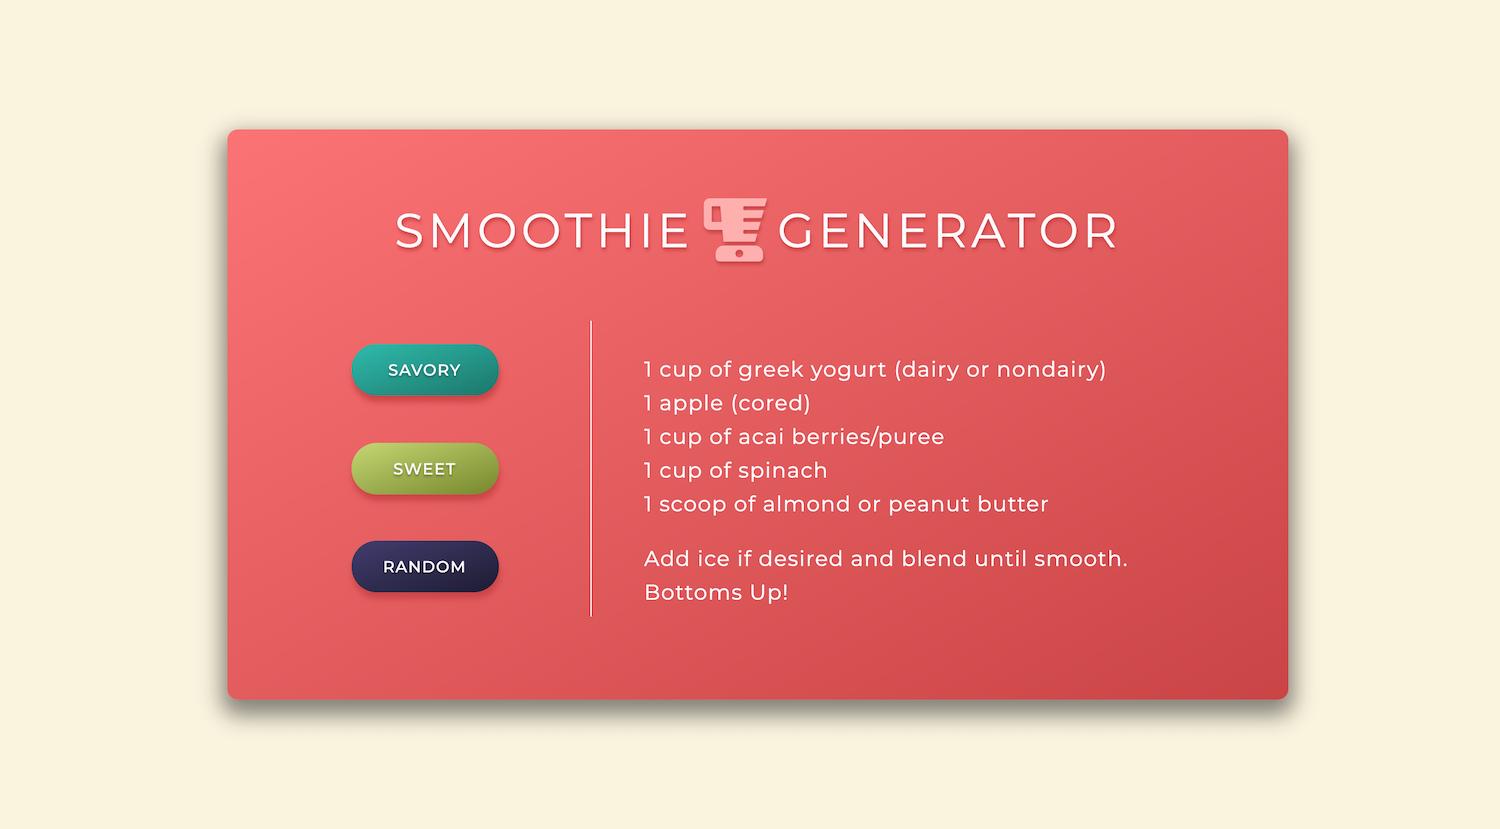 SMOOTHIE GENERATOR
SAVORY
SWEET
RANDOM
1 cup of greek yogurt (dairy or nondairy)
1 apple (cored)
1 cup of acai berries/puree
1 cup of spinach
1 scoop of almond or peanut butter
Add ice if desired and blend until smooth.
Bottoms Up!